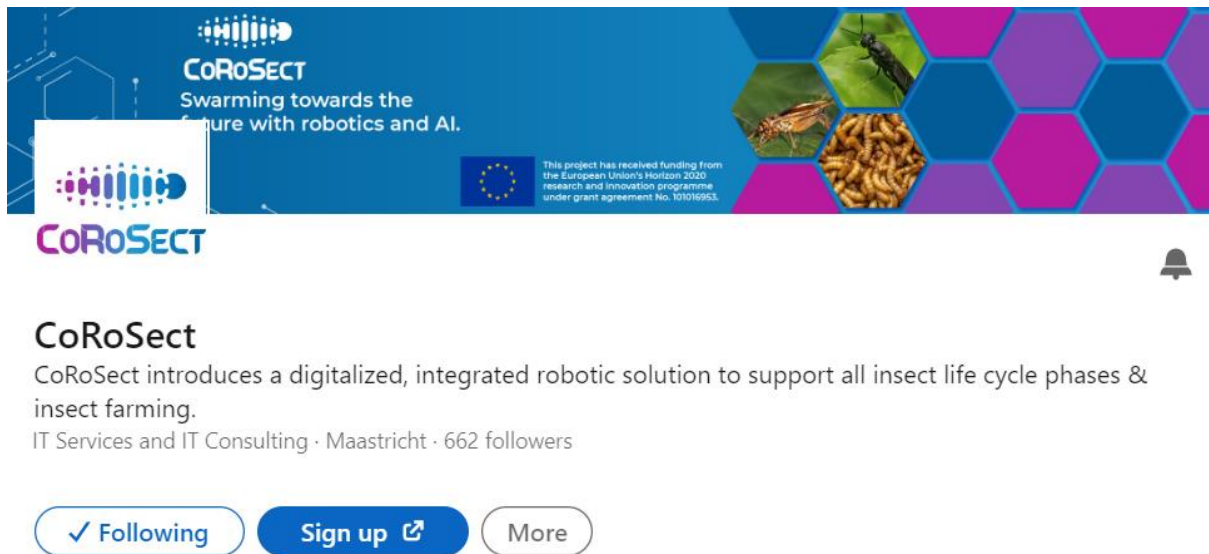 CoRoSect
Swarming towards the
future with robotics and AI.
This project has received funding from
the European Union's Horizon 2020
research and innovation programme
under grant agreement No. 101016953.
CoRoSect
CoRoSect
CoRoSect introduces a digitalized, integrated robotic solution to support all insect life cycle phases &
insect farming.
IT Services and IT Consulting · Maastricht · 662 followers
✓ Following
Sign up
More